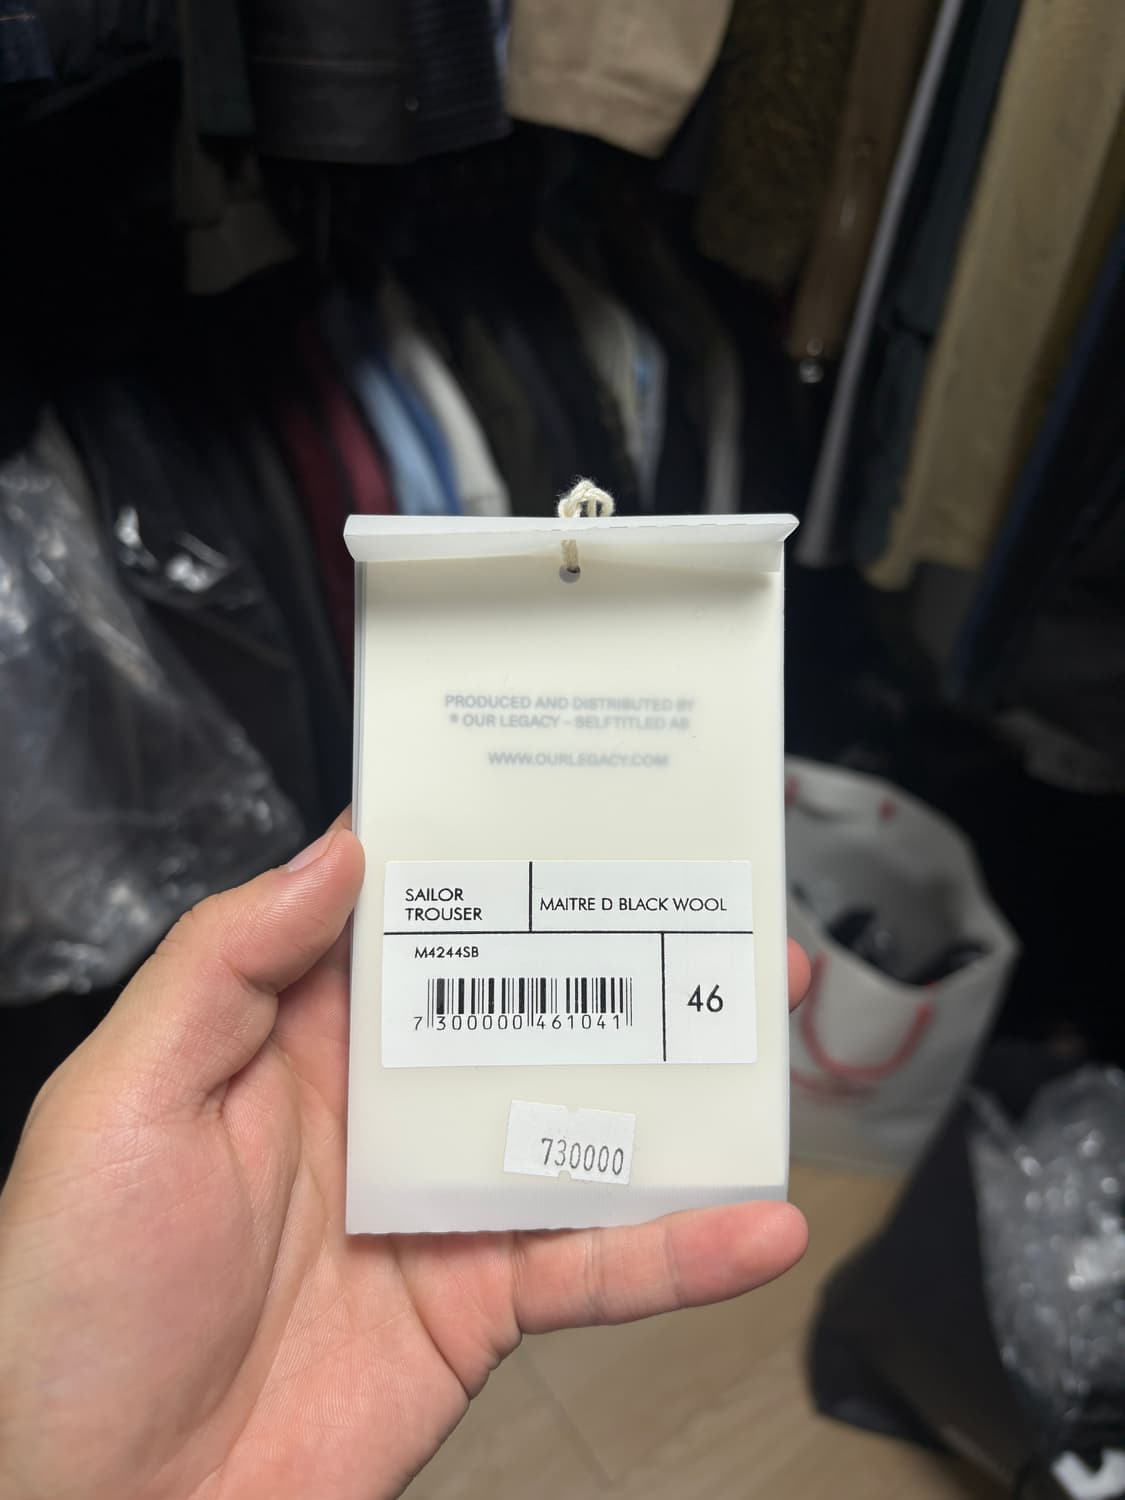 PRODUCED AND DISTRIBUTED BY
® OUR LEGACY – SELFTITLED AB
WWW.OURLEGACY.COM
SAILOR
TROUSER
MAITRE D BLACK WOOL
M4244SB
7 300000 461041
46
730000